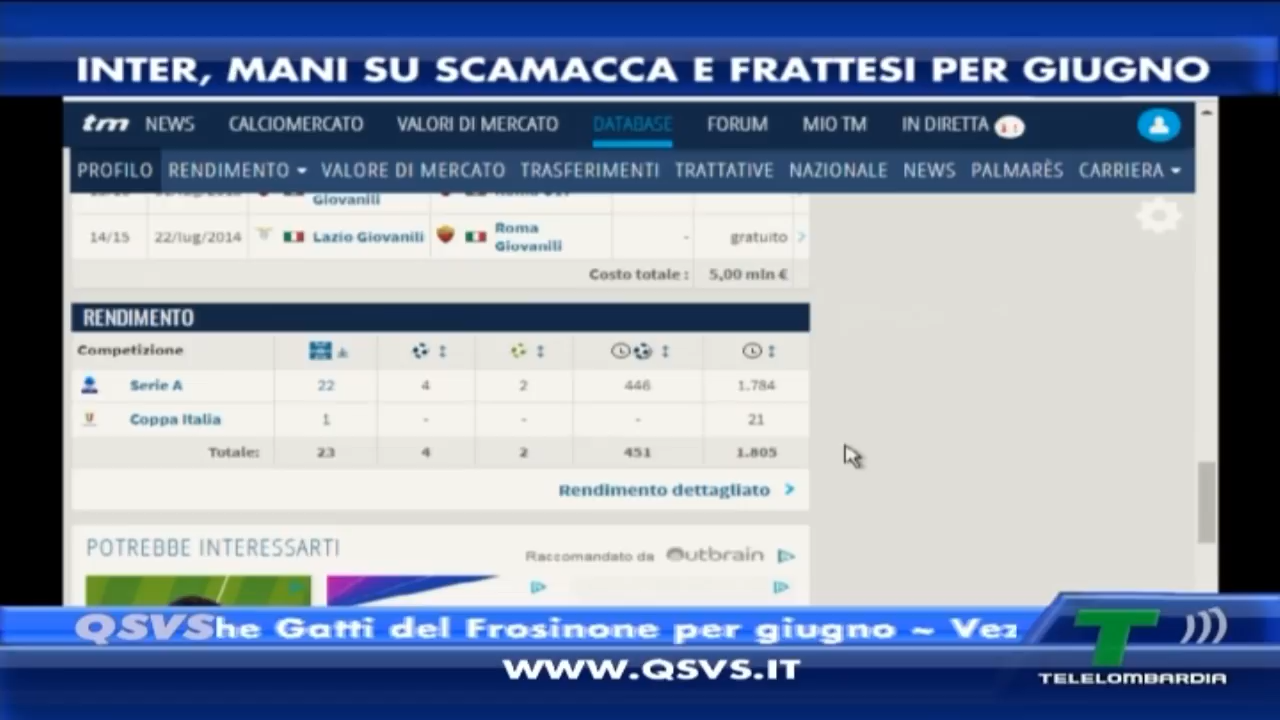 INTER, MANI SU SCAMACCA E FRATTESI PER GIUGNO
tm NEWS CALCIOMERCATO VALORI DI MERCATO DATABASE FORUM MIO TM IN DIRETTA
PROFILO RENDIMENTO VALORE DI MERCATO TRASFERIMENTI TRATTATIVE NAZIONALE NEWS PALMARÈS CARRIERA
Giovanili
14/15 22/lug/2014 Lazio Giovanili Roma Giovanili - gratuito
Costo totale : 5,00 mln €
RENDIMENTO
Competizione
Serie A 22 4 2 446 1.784
Coppa Italia 1 - - - 21
Totale: 23 4 2 451 1.805
Rendimento dettagliato
POTREBBE INTERESSARTI
Raccomandato da Outbrain
QSVS he Gatti del Frosinone per giugno ~ Vez
WWW.QSVS.IT
T
TELELOMBARDIA